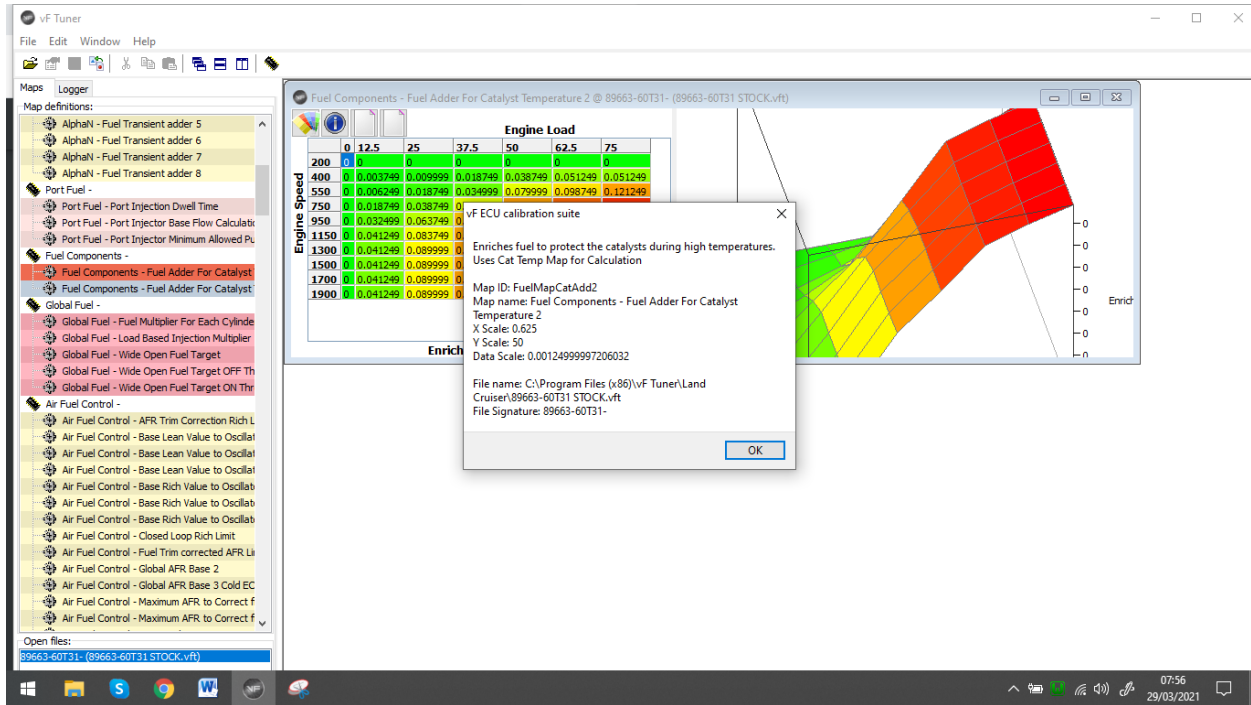 vF Tuner
File Edit Window Help
Maps Logger
Map definitions:
AlphaN - Fuel Transient adder 5
AlphaN - Fuel Transient adder 6
AlphaN - Fuel Transient adder 7
AlphaN - Fuel Transient adder 8
Port Fuel -
Port Fuel - Port Injection Dwell Time
Port Fuel - Port Injector Base Flow Calculatio
Port Fuel - Port Injector Minimum Allowed Pu
Fuel Components -
Fuel Components - Fuel Adder For Catalyst
Fuel Components - Fuel Adder For Catalyst
Global Fuel -
Global Fuel - Fuel Multiplier For Each Cylinde
Global Fuel - Load Based Injection Multiplier
Global Fuel - Wide Open Fuel Target
Global Fuel - Wide Open Fuel Target OFF Th
Global Fuel - Wide Open Fuel Target ON Thr
Air Fuel Control -
Air Fuel Control - AFR Trim Correction Rich L
Air Fuel Control - Base Lean Value to Oscillat
Air Fuel Control - Base Lean Value to Oscillat
Air Fuel Control - Base Lean Value to Oscillat
Air Fuel Control - Base Rich Value to Oscillat
Air Fuel Control - Base Rich Value to Oscillat
Air Fuel Control - Base Rich Value to Oscillat
Air Fuel Control - Closed Loop Rich Limit
Air Fuel Control - Fuel Trim corrected AFR Li
Air Fuel Control - Global AFR Base 2
Air Fuel Control - Global AFR Base 3 Cold EC
Air Fuel Control - Maximum AFR to Correct f
Air Fuel Control - Maximum AFR to Correct f
Open files:
89663-60T31- (89663-60T31 STOCK.vft)
Fuel Components - Fuel Adder For Catalyst Temperature 2 @ 89663-60T31- (89663-60T31 STOCK.vft)
Engine Load
Engine Speed
0 12.5 25 37.5 50 62.5 75
200 0 0 0 0 0 0 0
400 0 0.003749 0.009999 0.018749 0.038749 0.051249 0.051249
550 0 0.006249 0.018749 0.034999 0.079999 0.098749 0.121249
750 0 0.018749 0.038749 0
950 0 0.032499 0.063749 0.
1150 0 0.041249 0.083749 0
1300 0 0.041249 0.089999 0
1500 0 0.041249 0.089999 0
1700 0 0.041249 0.089999 0
1900 0 0.041249 0.089999 0
Enrich
-0
-0
-0
-0
-0
-0
-0
Enrich
vF ECU calibration suite
Enriches fuel to protect the catalysts during high temperatures.
Uses Cat Temp Map for Calculation
Map ID: FuelMapCatAdd2
Map name: Fuel Components - Fuel Adder For Catalyst
Temperature 2
X Scale: 0.625
Y Scale: 50
Data Scale: 0.00124999997206032
File name: C:\Program Files (x86)\vF Tuner\Land
Cruiser\89663-60T31 STOCK.vft
File Signature: 89663-60T31-
OK
07:56
29/03/2021